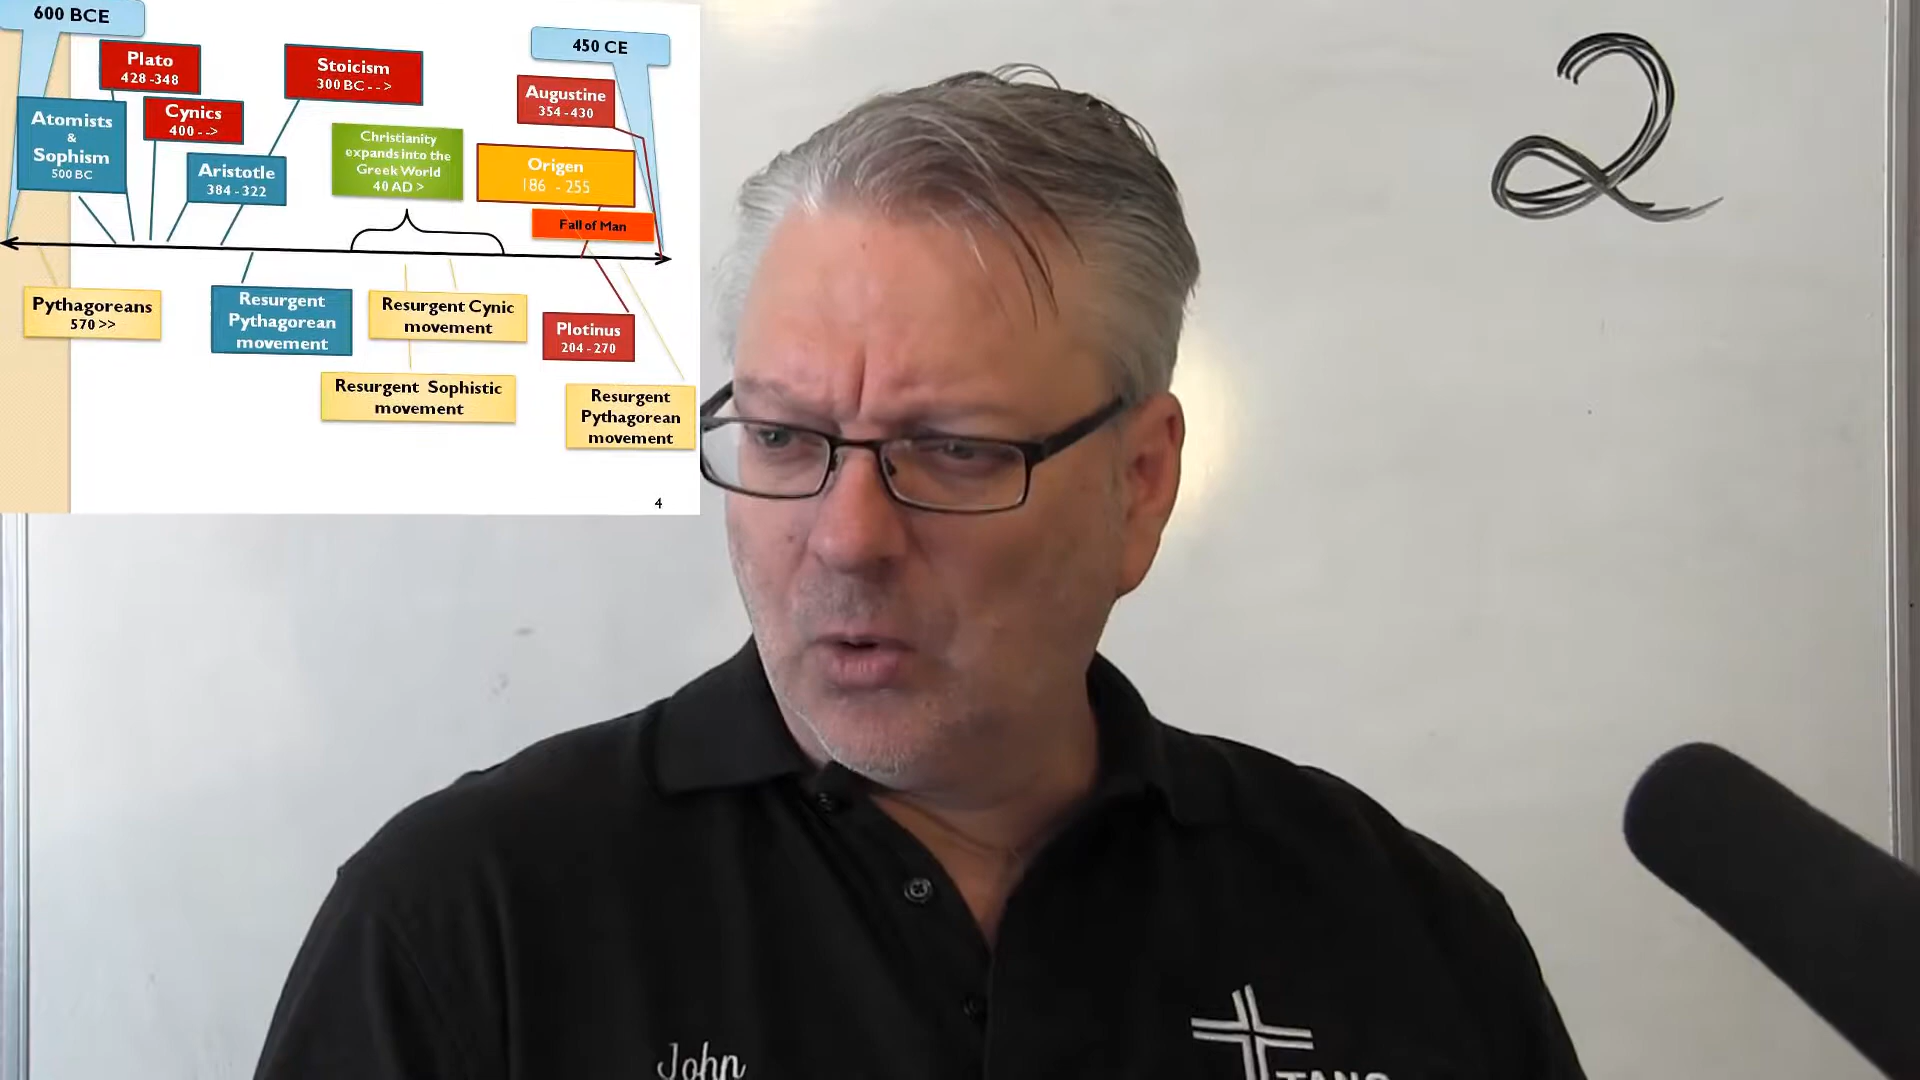 600 BCE
450 CE
Plato
428 -348
Stoicism
300 BC - - >
Augustine
354 - 430
Cynics
400 - ->
Atomists
&
Sophism
500 BC
Christianity
expands into the
Greek World
40 AD >
Aristotle
384 - 322
Origen
186 - 255
Fall of Man
Pythagoreans
570 >>
Resurgent
Pythagorean
movement
Resurgent Cynic
movement
Plotinus
204 - 270
Resurgent Sophistic
movement
Resurgent
Pythagorean
movement
4
2
John
TANC